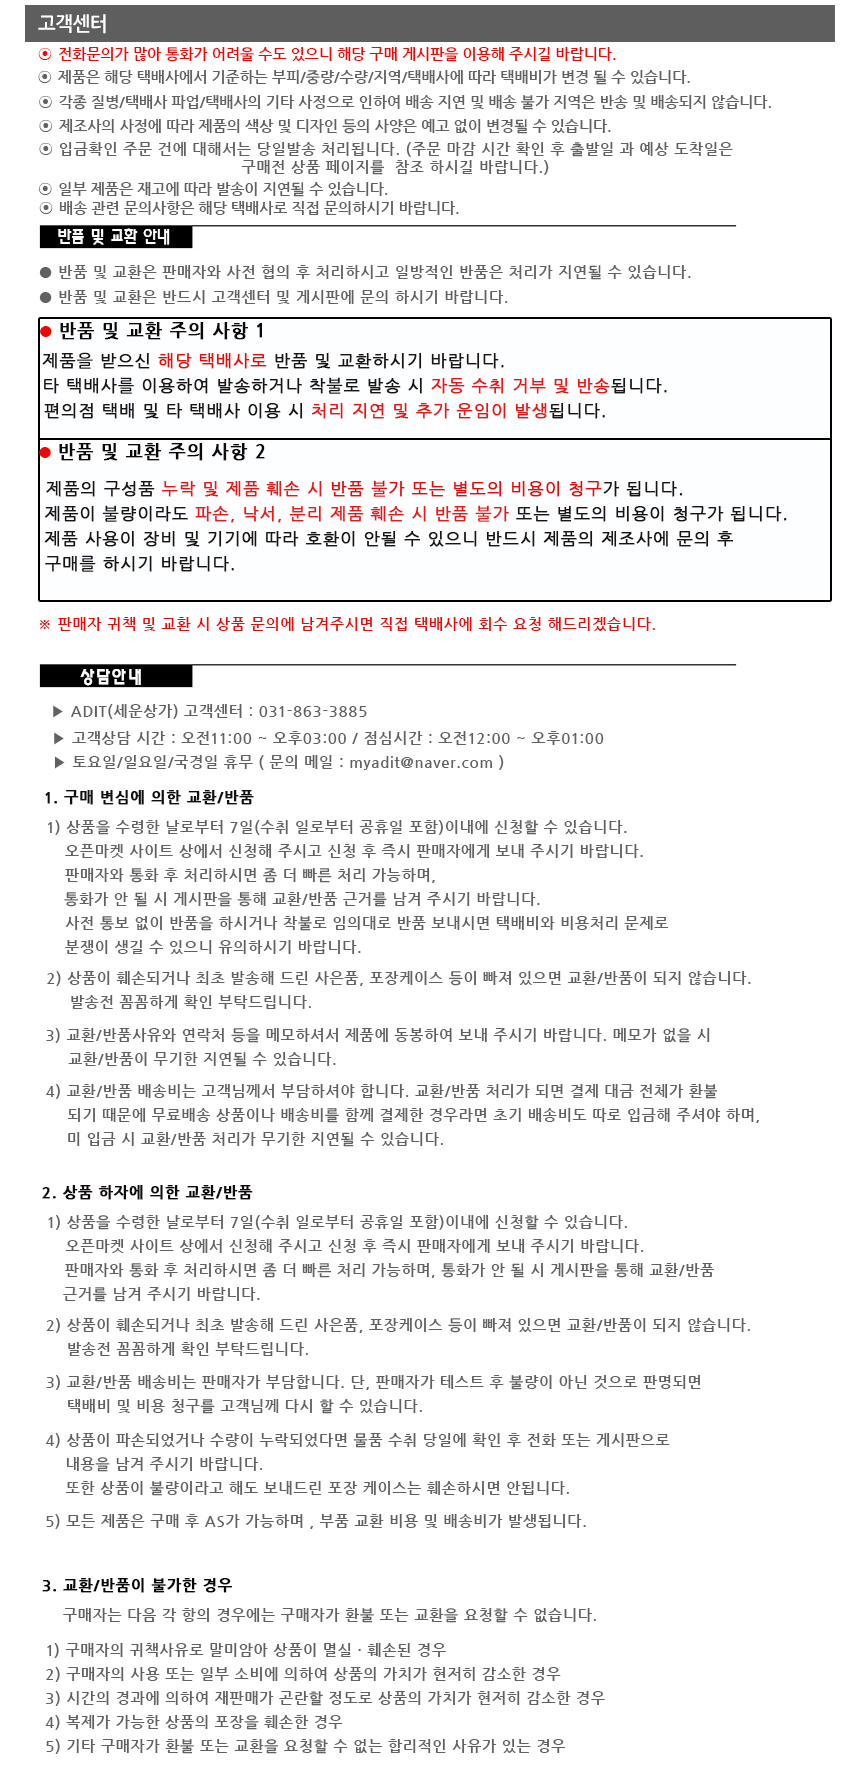 고객센터
⦿ 전화문의가 많아 통화가 어려울 수도 있으니 해당 구매 게시판을 이용해 주시길 바랍니다.
⦿ 제품은 해당 택배사에서 기준하는 부피/중량/수량/지역/택배사에 따라 택배비가 변경 될 수 있습니다.
⦿ 각종 질병/택배사 파업/택배사의 기타 사정으로 인하여 배송 지연 및 배송 불가 지역은 반송 및 배송되지 않습니다.
⦿ 제조사의 사정에 따라 제품의 색상 및 디자인 등의 사양은 예고 없이 변경될 수 있습니다.
⦿ 입금확인 주문 건에 대해서는 당일발송 처리됩니다. (주문 마감 시간 확인 후 출발일 과 예상 도착일은
구매전 상품 페이지를 참조 하시길 바랍니다.)
⦿ 일부 제품은 재고에 따라 발송이 지연될 수 있습니다.
⦿ 배송 관련 문의사항은 해당 택배사로 직접 문의하시기 바랍니다.
반품 및 교환 안내
● 반품 및 교환은 판매자와 사전 협의 후 처리하시고 일방적인 반품은 처리가 지연될 수 있습니다.
● 반품 및 교환은 반드시 고객센터 및 게시판에 문의 하시기 바랍니다.
● 반품 및 교환 주의 사항 1
제품을 받으신 해당 택배사로 반품 및 교환하시기 바랍니다.
타 택배사를 이용하여 발송하거나 착불로 발송 시 자동 수취 거부 및 반송됩니다.
편의점 택배 및 타 택배사 이용 시 처리 지연 및 추가 운임이 발생됩니다.
● 반품 및 교환 주의 사항 2
제품의 구성품 누락 및 제품 훼손 시 반품 불가 또는 별도의 비용이 청구가 됩니다.
제품이 불량이라도 파손, 낙서, 분리 제품 훼손 시 반품 불가 또는 별도의 비용이 청구가 됩니다.
제품 사용이 장비 및 기기에 따라 호환이 안될 수 있으니 반드시 제품의 제조사에 문의 후
구매를 하시기 바랍니다.
※ 판매자 귀책 및 교환 시 상품 문의에 남겨주시면 직접 택배사에 회수 요청 해드리겠습니다.
상담안내
▶ ADIT(세운상가) 고객센터 : 031-863-3885
▶ 고객상담 시간 : 오전11:00 ~ 오후03:00 / 점심시간 : 오전12:00 ~ 오후01:00
▶ 토요일/일요일/국경일 휴무 ( 문의 메일 : myadit@naver.com )
1. 구매 변심에 의한 교환/반품
1) 상품을 수령한 날로부터 7일(수취 일로부터 공휴일 포함)이내에 신청할 수 있습니다.
오픈마켓 사이트 상에서 신청해 주시고 신청 후 즉시 판매자에게 보내 주시기 바랍니다.
판매자와 통화 후 처리하시면 좀 더 빠른 처리 가능하며,
통화가 안 될 시 게시판을 통해 교환/반품 근거를 남겨 주시기 바랍니다.
사전 통보 없이 반품을 하시거나 착불로 임의대로 반품 보내시면 택배비와 비용처리 문제로
분쟁이 생길 수 있으니 유의하시기 바랍니다.
2) 상품이 훼손되거나 최초 발송해 드린 사은품, 포장케이스 등이 빠져 있으면 교환/반품이 되지 않습니다.
발송전 꼼꼼하게 확인 부탁드립니다.
3) 교환/반품사유와 연락처 등을 메모하셔서 제품에 동봉하여 보내 주시기 바랍니다. 메모가 없을 시
교환/반품이 무기한 지연될 수 있습니다.
4) 교환/반품 배송비는 고객님께서 부담하셔야 합니다. 교환/반품 처리가 되면 결제 대금 전체가 환불
되기 때문에 무료배송 상품이나 배송비를 함께 결제한 경우라면 초기 배송비도 따로 입금해 주셔야 하며,
미 입금 시 교환/반품 처리가 무기한 지연될 수 있습니다.
2. 상품 하자에 의한 교환/반품
1) 상품을 수령한 날로부터 7일(수취 일로부터 공휴일 포함)이내에 신청할 수 있습니다.
오픈마켓 사이트 상에서 신청해 주시고 신청 후 즉시 판매자에게 보내 주시기 바랍니다.
판매자와 통화 후 처리하시면 좀 더 빠른 처리 가능하며, 통화가 안 될 시 게시판을 통해 교환/반품
근거를 남겨 주시기 바랍니다.
2) 상품이 훼손되거나 최초 발송해 드린 사은품, 포장케이스 등이 빠져 있으면 교환/반품이 되지 않습니다.
발송전 꼼꼼하게 확인 부탁드립니다.
3) 교환/반품 배송비는 판매자가 부담합니다. 단, 판매자가 테스트 후 불량이 아닌 것으로 판명되면
택배비 및 비용 청구를 고객님께 다시 할 수 있습니다.
4) 상품이 파손되었거나 수량이 누락되었다면 물품 수취 당일에 확인 후 전화 또는 게시판으로
내용을 남겨 주시기 바랍니다.
또한 상품이 불량이라고 해도 보내드린 포장 케이스는 훼손하시면 안됩니다.
5) 모든 제품은 구매 후 AS가 가능하며 , 부품 교환 비용 및 배송비가 발생됩니다.
3. 교환/반품이 불가한 경우
구매자는 다음 각 항의 경우에는 구매자가 환불 또는 교환을 요청할 수 없습니다.
1) 구매자의 귀책사유로 말미암아 상품이 멸실 · 훼손된 경우
2) 구매자의 사용 또는 일부 소비에 의하여 상품의 가치가 현저히 감소한 경우
3) 시간의 경과에 의하여 재판매가 곤란할 정도로 상품의 가치가 현저히 감소한 경우
4) 복제가 가능한 상품의 포장을 훼손한 경우
5) 기타 구매자가 환불 또는 교환을 요청할 수 없는 합리적인 사유가 있는 경우